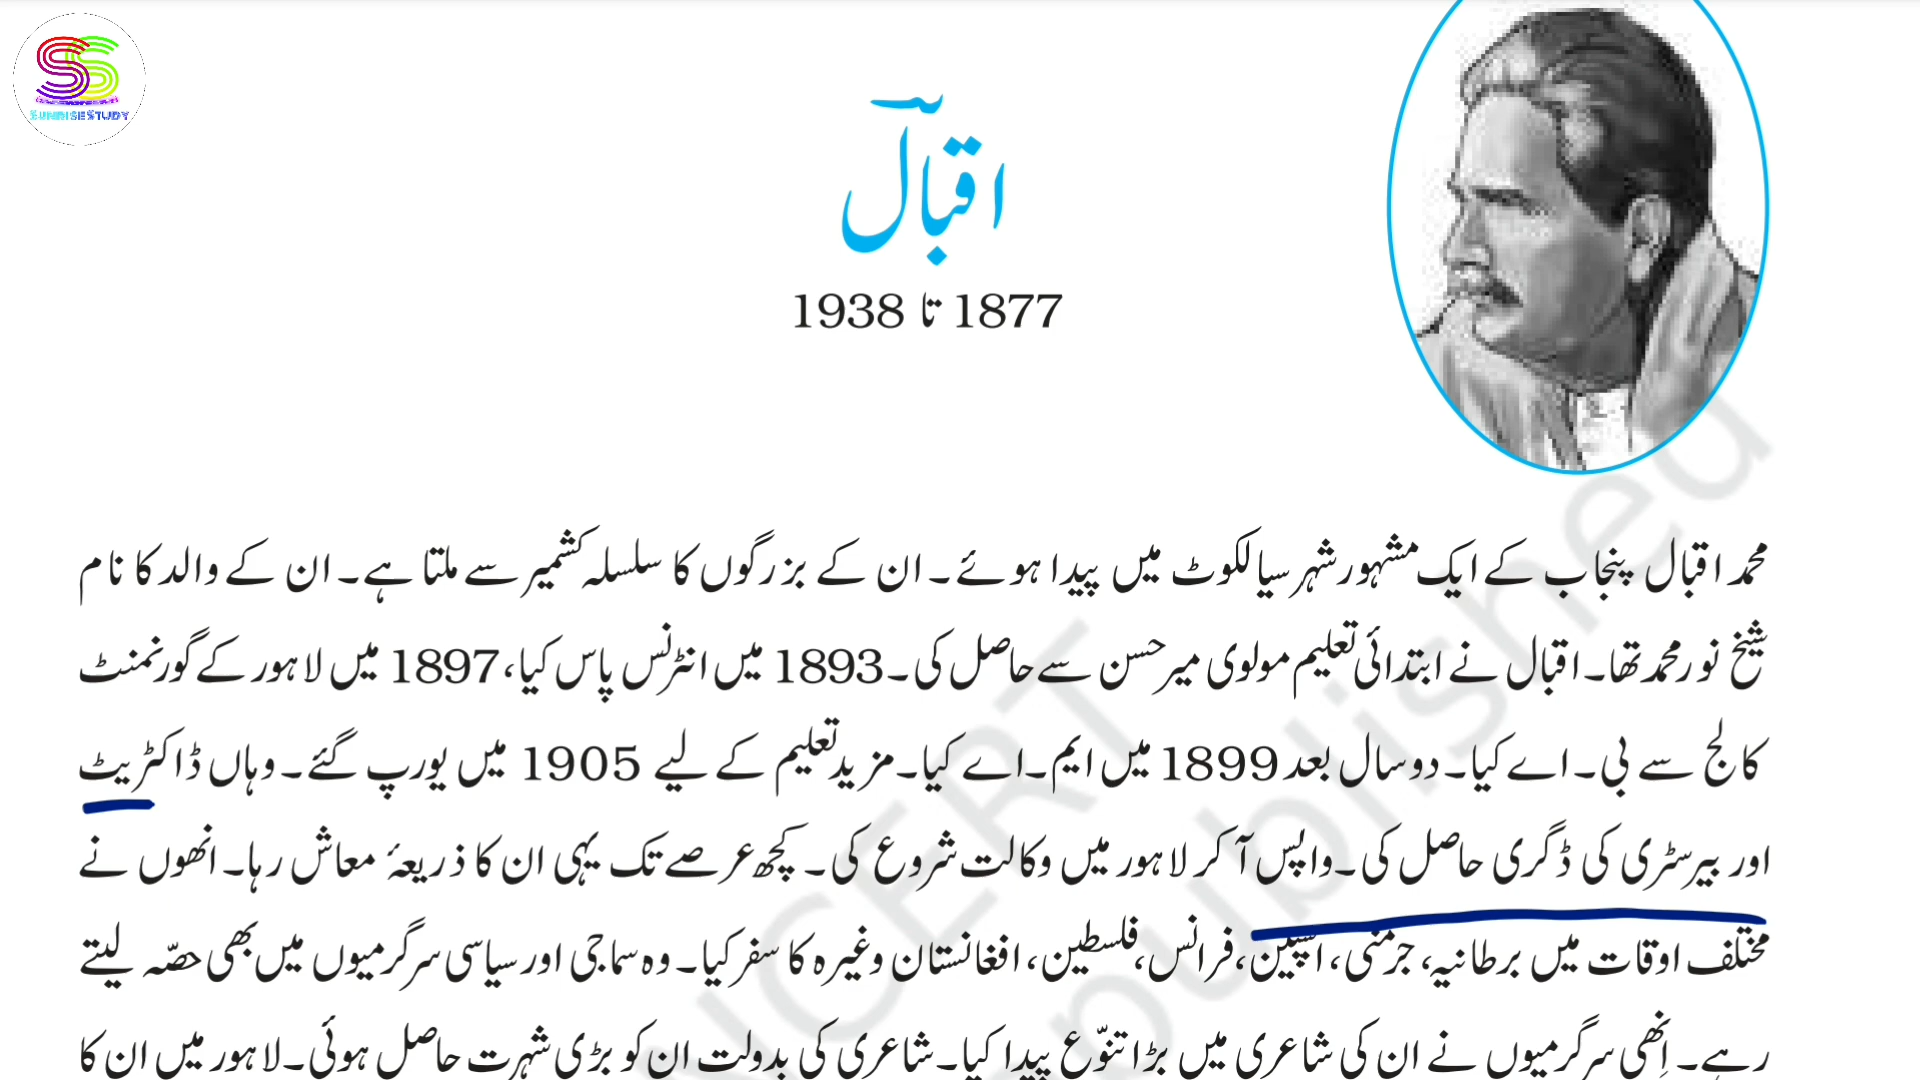 SUNRISESTUDY
اقبالؔ
1877 تا 1938
محمد اقبال پنجاب کے ایک مشہور شہر سیالکوٹ میں پیدا ہوئے۔ ان کے بزرگوں کا سلسلہ کشمیر سے ملتا ہے۔ ان کے والد کا نام
شیخ نور محمد تھا۔ اقبال نے ابتدائی تعلیم مولوی میر حسن سے حاصل کی۔ 1893 میں انٹرنس پاس کیا، 1897 میں لاہور کے گورنمنٹ
کالج سے بی۔ اے کیا۔ دو سال بعد 1899 میں ایم۔ اے کیا۔ مزید تعلیم کے لیے 1905 میں یورپ گئے۔ وہاں ڈاکٹریٹ
اور بیرسٹری کی ڈگری حاصل کی۔ واپس آ کر لاہور میں وکالت شروع کی۔ کچھ عرصے تک یہی ان کا ذریعۂ معاش رہا۔ انھوں نے
مختلف اوقات میں برطانیہ، جرمنی، اسپین، فرانس، فلسطین، افغانستان وغیرہ کا سفر کیا۔ وہ سماجی اور سیاسی سرگرمیوں میں بھی حصّہ لیتے
رہے۔ اِنھی سرگرمیوں نے ان کی شاعری میں بڑا تنوّع پیدا کیا۔ شاعری کی بدولت ان کو بڑی شہرت حاصل ہوئی۔ لاہور میں ان کا
NCERT
published